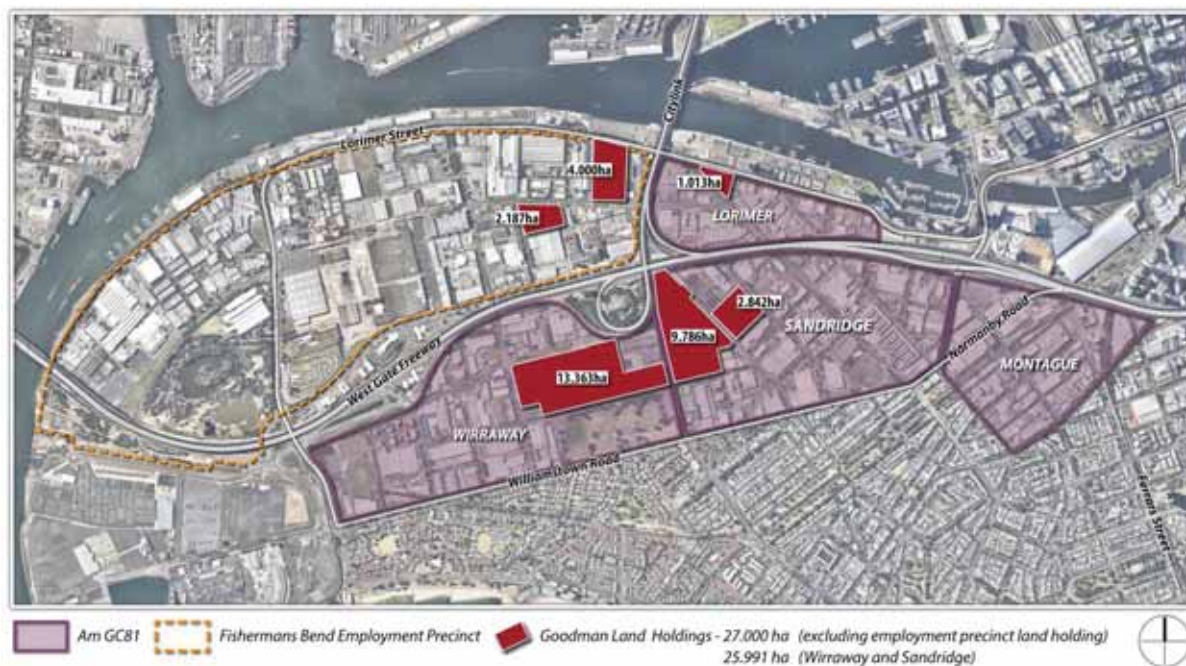 Lorimer Street
Citylink
4.000ha
1.013ha
2.187ha
LORIMER
2.842ha
SANDRIDGE
9.786ha
Normanby Road
MONTAGUE
West Gate Freeway
13.363ha
WIRRAWAY
Williamstown Road
Ferrars Street
Am GC81
Fishermans Bend Employment Precinct
Goodman Land Holdings - 27.000 ha (excluding employment precinct land holding)
25.991 ha (Wirraway and Sandridge)